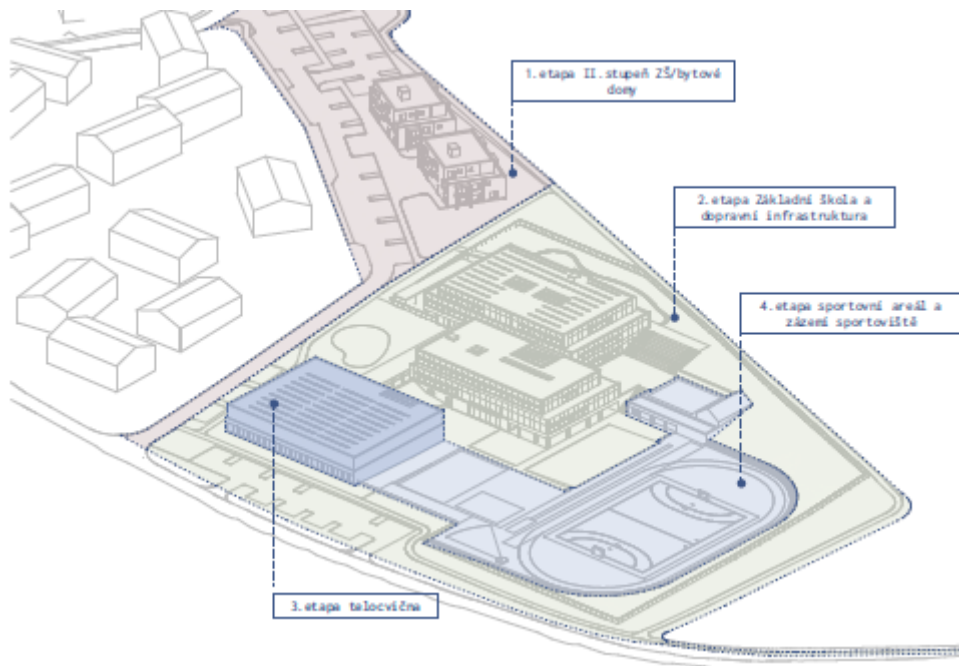 1.etapa II.stupeň ZŠ/bytové
domy
2.etapa Základní škola a
dopravní infrastruktura
4.etapa sportovní areál a
zázemí sportoviště
3.etapa telocvična